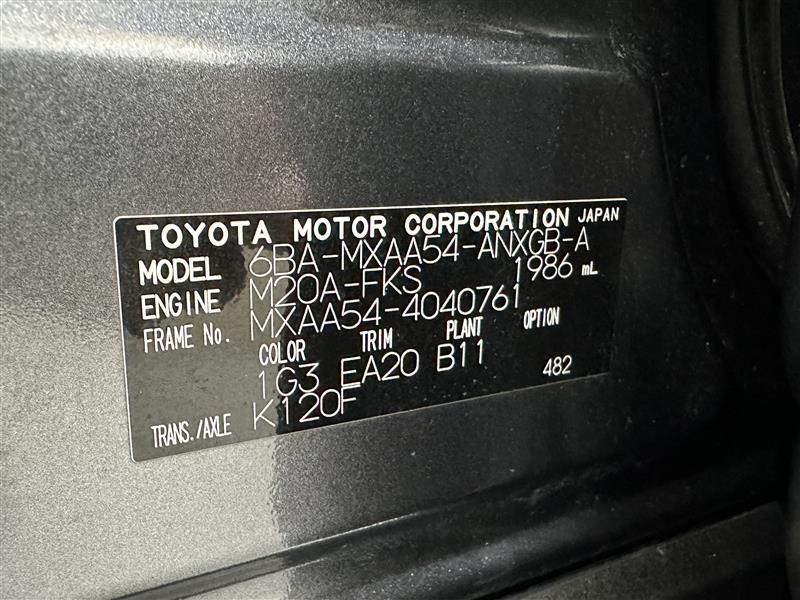 TOYOTA MOTOR CORPORATION JAPAN
MODEL 6BA-MXAA54-ANXGB-A
ENGINE M20A-FKS 1986 mL
FRAME No. MXAA54-4040761
COLOR TRIM PLANT OPTION
1G3 EA20 B11 482
TRANS./AXLE K120F